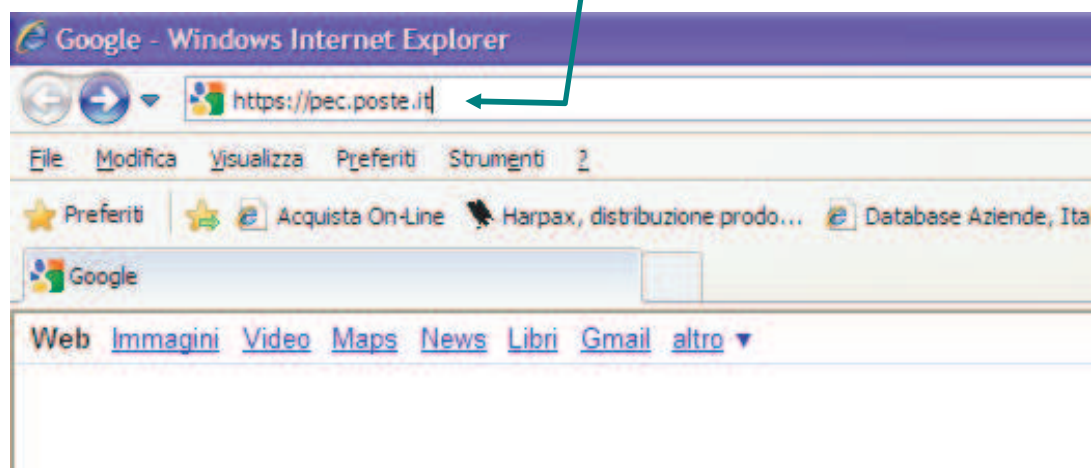 Google - Windows Internet Explorer
https://pec.poste.it
File Modifica Visualizza Preferiti Strumenti ?
Preferiti Acquista On-Line Harpax, distribuzione prodo... Database Aziende, Ita
Google
Web Immagini Video Maps News Libri Gmail altro ▼